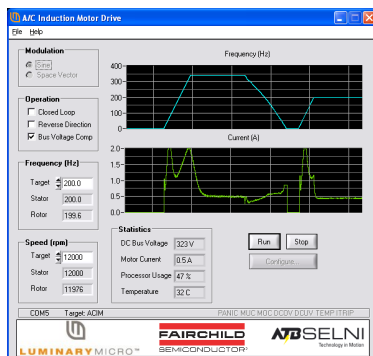 A/C Induction Motor Drive
File Help
Modulation
Sine
Space Vector
Operation
Closed Loop
Reverse Direction
Bus Voltage Comp
Frequency (Hz)
Target 200.0
Stator 200.0
Rotor 199.6
Speed (rpm)
Target 12000
Stator 12000
Rotor 11976
Frequency (Hz)
400
300
200
100
0
Current (A)
2.0
1.5
1.0
0.5
0.0
Statistics
DC Bus Voltage 323 V
Motor Current 0.5 A
Processor Usage 47 %
Temperature 32 C
Run Stop
Configure...
COM5 Target: ACIM PANIC MUC MOC DCOV DCUV TEMP ITRIP
LUMINARY MICRO™
FAIRCHILD
SEMICONDUCTOR®
ATB SELNI
Technology in Motion